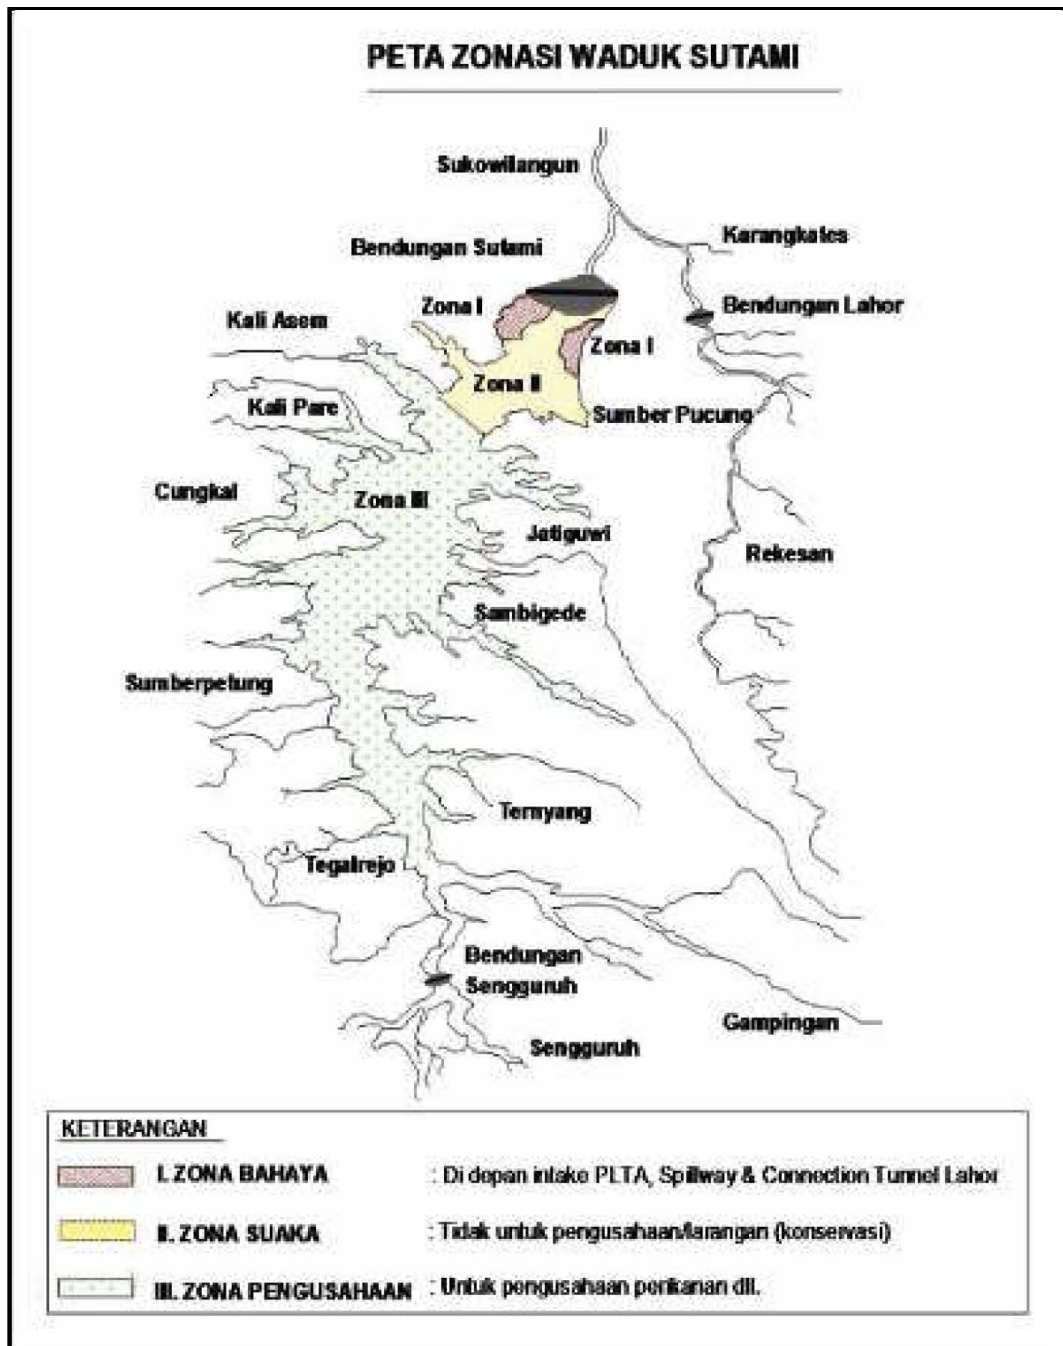 PETA ZONASI WADUK SUTAMI
Sukowilangun
Karangkates
Bendungan Sutami
Zona I
Bendungan Lahor
Kali Asem
Zona I
Zona II
Kali Pare
Sumber Pucung
Cungkal
Zona III
Jatiguwi
Rekesan
Sambigede
Sumberpetung
Ternyang
Tegalrejo
Bendungan
Sengguruh
Gampingan
Sengguruh
KETERANGAN
I. ZONA BAHAYA : Di depan intake PLTA, Spillway & Connection Tunnel Lahor
II. ZONA SUAKA : Tidak untuk pengusahaan/larangan (konservasi)
III. ZONA PENGUSAHAAN : Untuk pengusahaan perikanan dll.